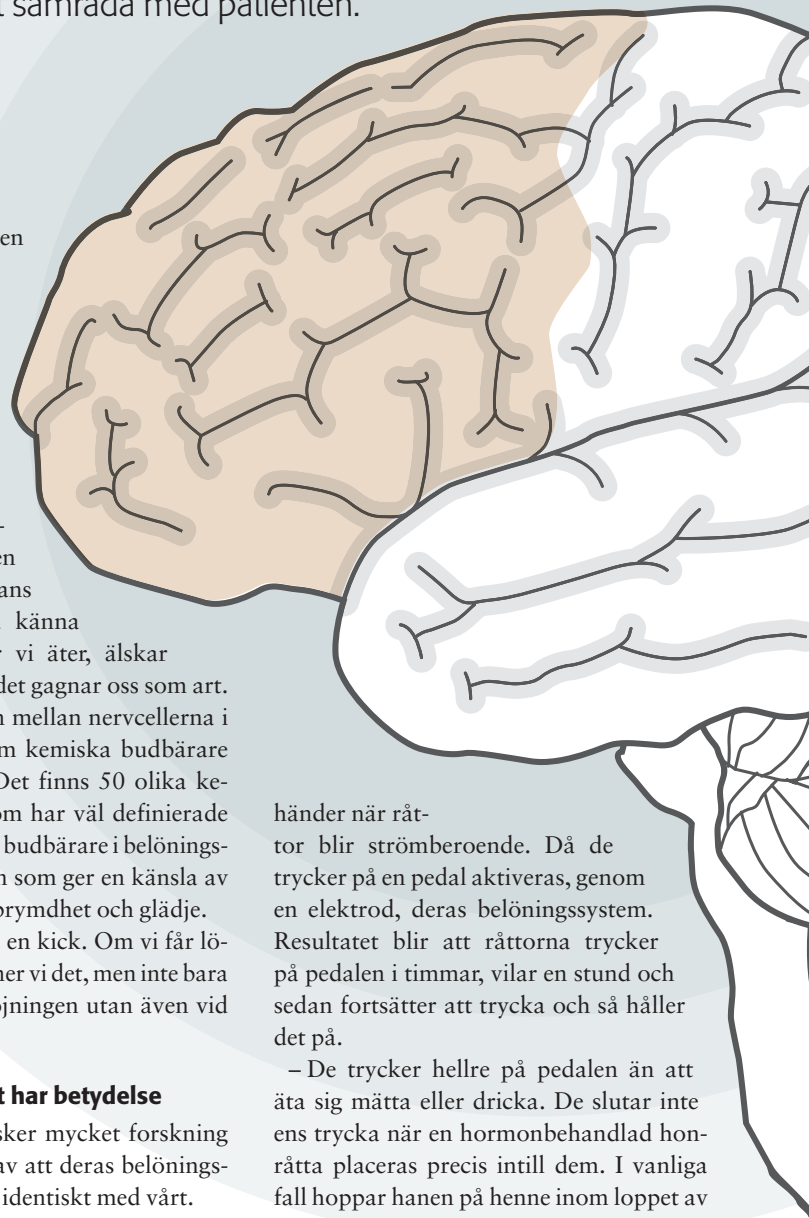 samråda med patienten.
en
en
ans
känna
vi äter, älskar
det gagnar oss som art.
mellan nervcellerna i
m kemiska budbärare
Det finns 50 olika ke-
om har väl definierade
budbärare i belönings-
n som ger en känsla av
prymdhet och glädje.
en kick. Om vi får lö-
ner vi det, men inte bara
öjningen utan även vid
t har betydelse
sker mycket forskning
av att deras belönings-
identiskt med vårt.
händer när råt-
tor blir strömberoende. Då de
trycker på en pedal aktiveras, genom
en elektrod, deras belöningssystem.
Resultatet blir att råttorna trycker
på pedalen i timmar, vilar en stund och
sedan fortsätter att trycka och så håller
det på.
– De trycker hellre på pedalen än att
äta sig mätta eller dricka. De slutar inte
ens trycka när en hormonbehandlad hon-
råtta placeras precis intill dem. I vanliga
fall hoppar hanen på henne inom loppet av